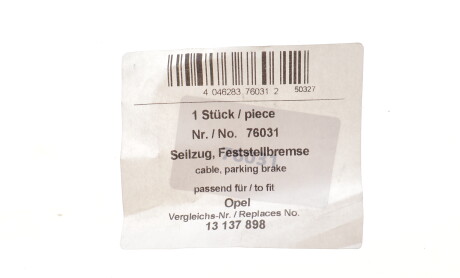 4 046283 76031 2 50327
1 Stück / piece
Nr. / No. 76031
Seilzug, Feststellbremse
76031
cable, parking brake
passend für / to fit
Opel
Vergleichs-Nr. / Replaces No.
13 137 898